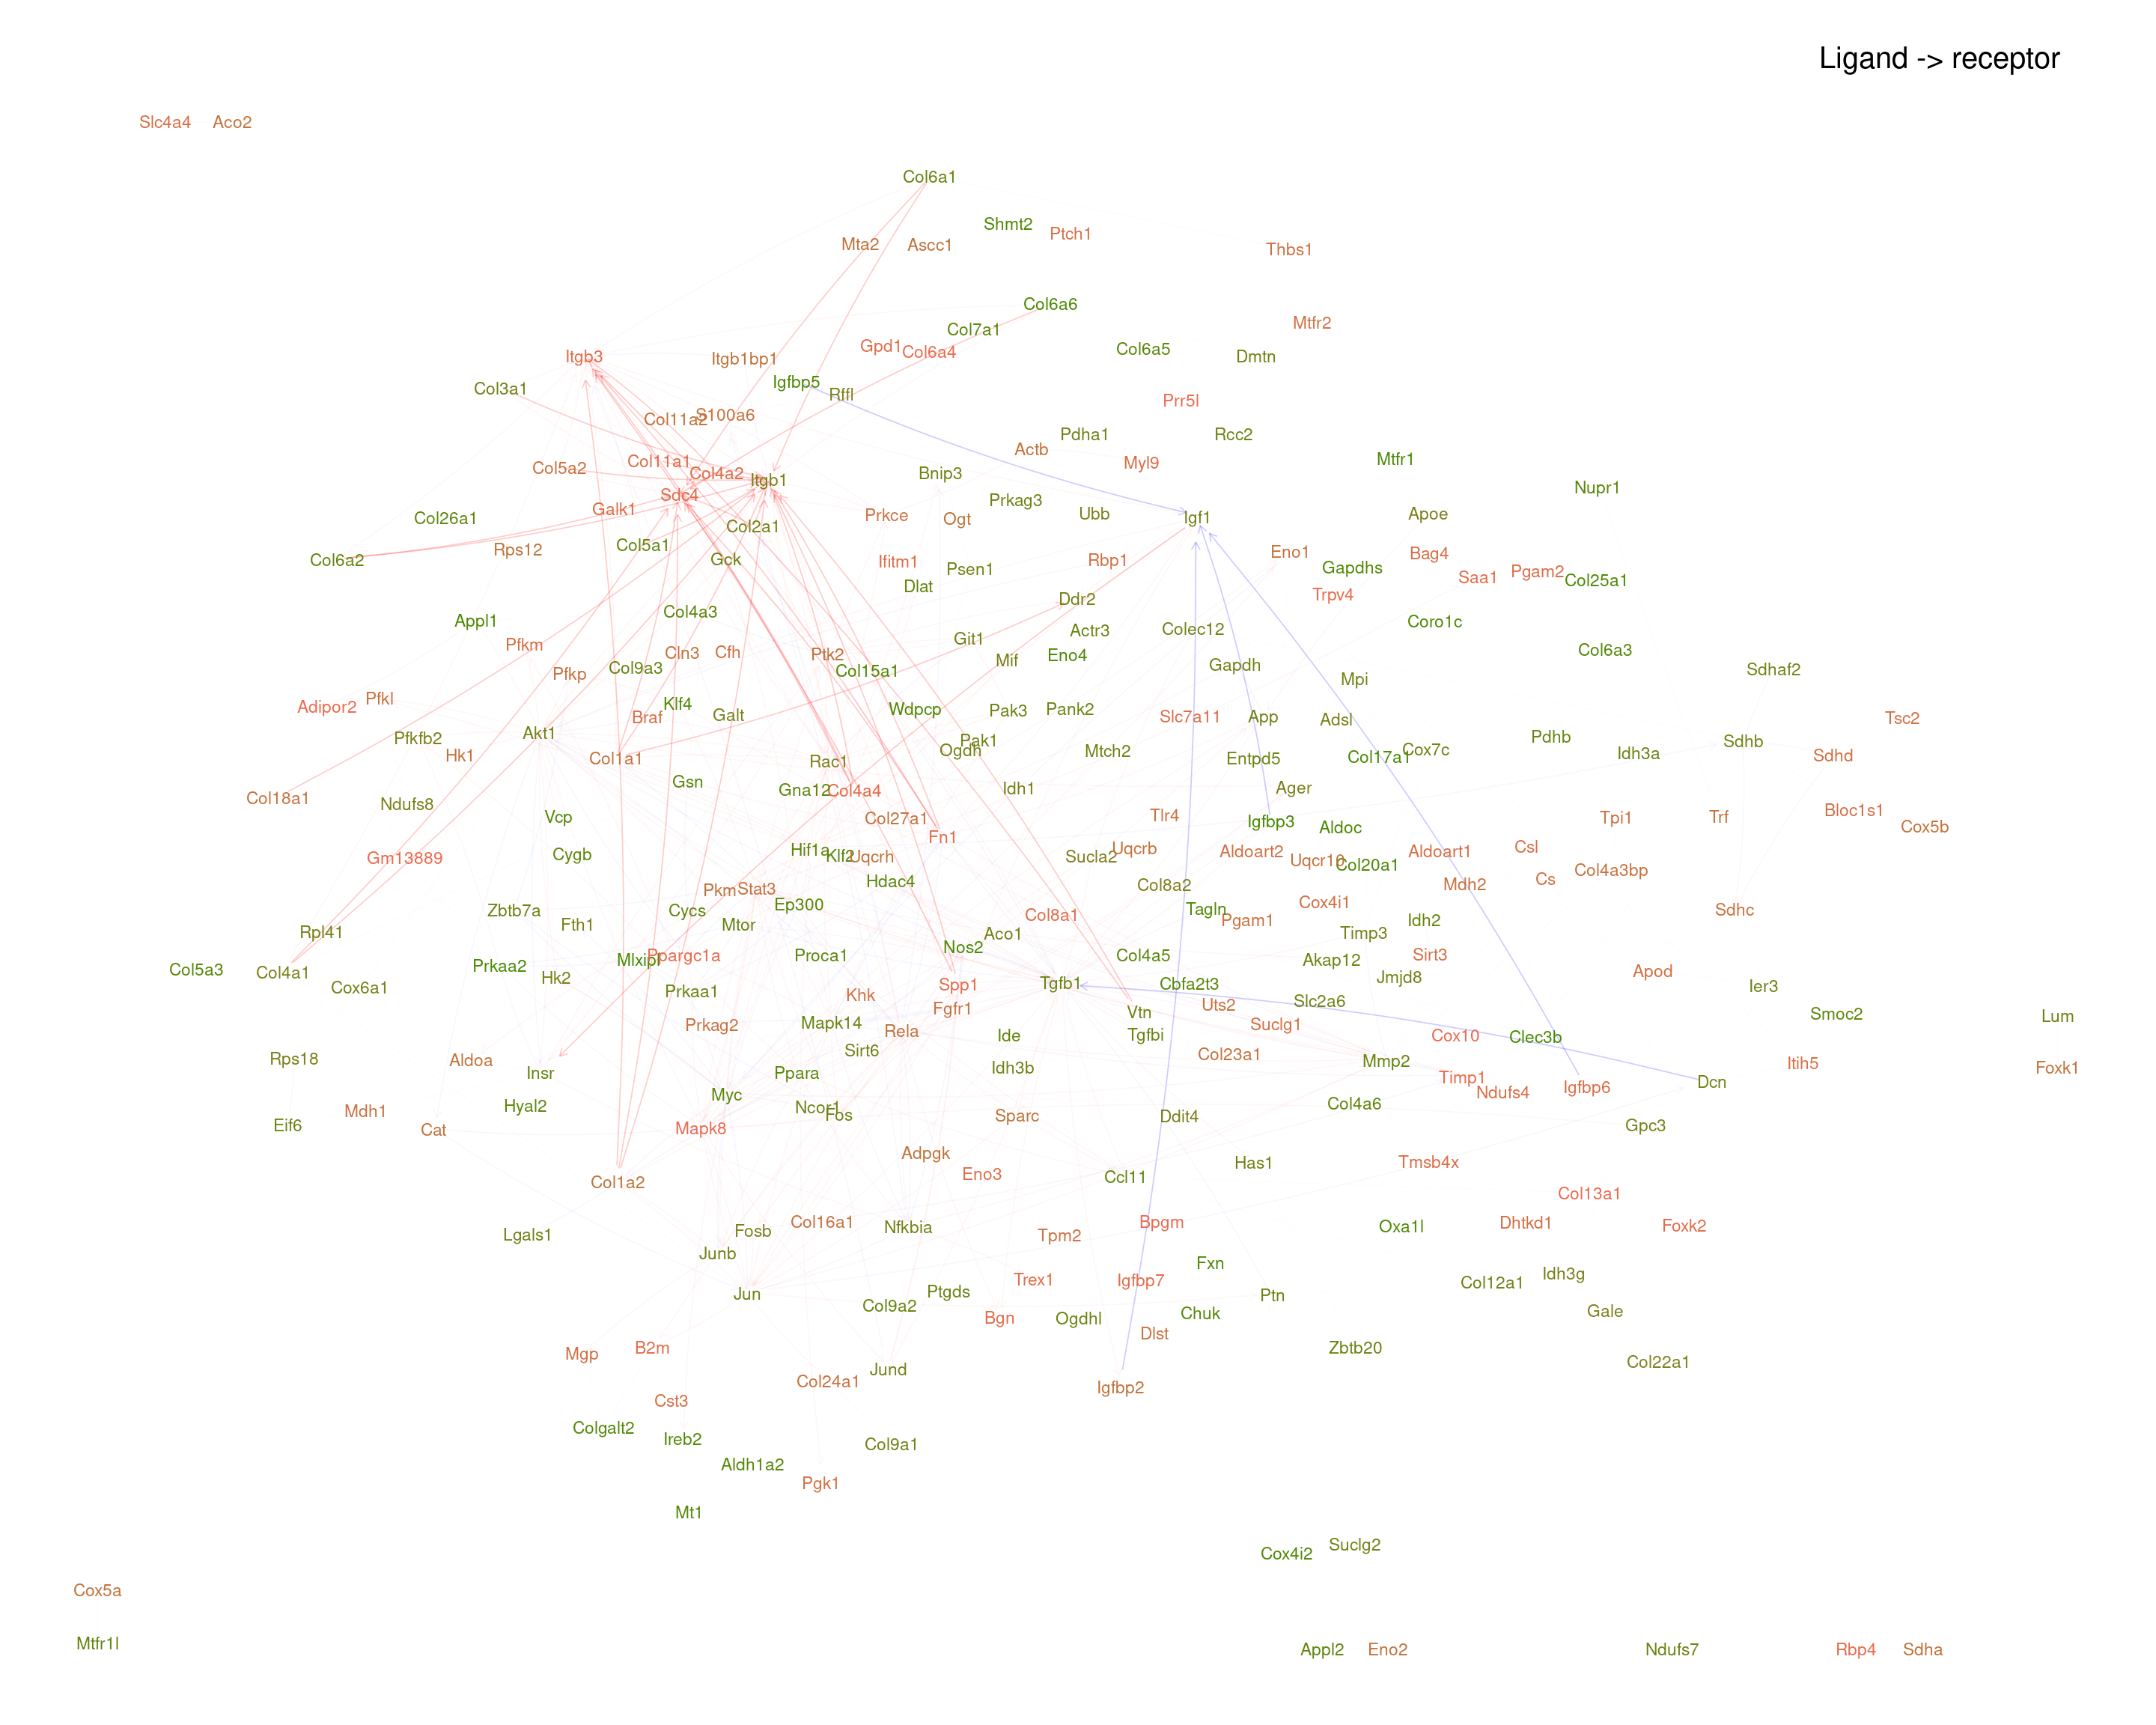 Ligand -> receptor
Slc4a4 Aco2
Col6a1
Shmt2 Ptch1
Mta2 Ascc1 Thbs1
Col6a6
Mtfr2
Col7a1
Gpd1 Col6a4 Col6a5
Itgb3 Itgb1bp1 Dmtn
Col3a1 Igfbp5 Rffl
Prr5l
Col11a2 S100a6
Pdha1 Rcc2
Actb
Col5a2 Col11a1 Col4a2 Itgb1 Bnip3 Myl9 Mtfr1
Sdc4 Prkag3 Nupr1
Galk1 Prkce Ogt Ubb Igf1 Apoe
Col26a1 Col2a1
Col6a2 Rps12 Col5a1 Gck Ifitm1 Psen1 Rbp1 Eno1 Bag4
Dlat Gapdhs Saa1 Pgam2 Col25a1
Ddr2 Trpv4
Appl1 Col4a3 Colec12 Coro1c
Pfkm Cln3 Cfh Ptk2 Git1 Actr3
Pfkp Col9a3 Col15a1 Mif Eno4 Gapdh Col6a3
Mpi Sdhaf2
Adipor2 Pfkl Braf Klf4 Galt Wdpcp Pak3 Pank2 Slc7a11 App Adsl Tsc2
Pfkfb2 Akt1 Pak1 Pdhb Sdhb
Hk1 Col1a1 Rac1 Ogdh Mtch2 Entpd5 Col17a1 Cox7c Idh3a Sdhd
Col18a1 Ndufs8 Gsn Gna12 Col4a4 Idh1 Ager
Vcp Col27a1 Tlr4 Igfbp3 Aldoc Tpi1 Trf Bloc1s1 Cox5b
Fn1
Gm13889 Cygb Hif1a Klf2 Uqcrh Sucla2 Uqcrb Aldoart2 Uqcr10 Col20a1 Aldoart1 Csl
Pkm Stat3 Hdac4 Col8a2 Mdh2 Cs Col4a3bp
Zbtb7a Cycs Ep300 Col8a1 Tagln Pgam1 Cox4i1 Sdhc
Rpl41 Fth1 Mtor Aco1 Timp3 Idh2
Col5a3 Col4a1 Prkaa2 Mlxipl Ppargc1a Proca1 Nos2 Col4a5 Akap12 Sirt3
Cox6a1 Hk2 Prkaa1 Khk Spp1 Tgfb1 Cbfa2t3 Jmjd8 Apod Ier3
Prkag2 Mapk14 Fgfr1 Vtn Uts2 Slc2a6 Smoc2 Lum
Rela Ide Tgfbi Suclg1 Cox10 Clec3b
Rps18 Aldoa Insr Sirt6 Idh3b Col23a1 Mmp2 Itih5 Foxk1
Ppara Timp1 Ndufs4 Igfbp6 Dcn
Mdh1 Hyal2 Myc Ncor1 Fos Sparc Ddit4 Col4a6
Eif6 Cat Mapk8 Gpc3
Adpgk Eno3 Ccl11 Has1 Tmsb4x
Col1a2 Col13a1
Lgals1 Fosb Col16a1 Nfkbia Tpm2 Bpgm Oxa1l Dhtkd1 Foxk2
Junb Fxn
Jun Col9a2 Ptgds Trex1 Igfbp7 Ptn Col12a1 Idh3g
Bgn Ogdhl Chuk Gale
Mgp B2m Dlst Zbtb20 Col22a1
Cst3 Col24a1 Jund Igfbp2
Colgalt2 Ireb2 Col9a1
Aldh1a2 Pgk1
Mt1
Cox4i2 Suclg2
Cox5a
Mtfr1l Appl2 Eno2 Ndufs7 Rbp4 Sdha